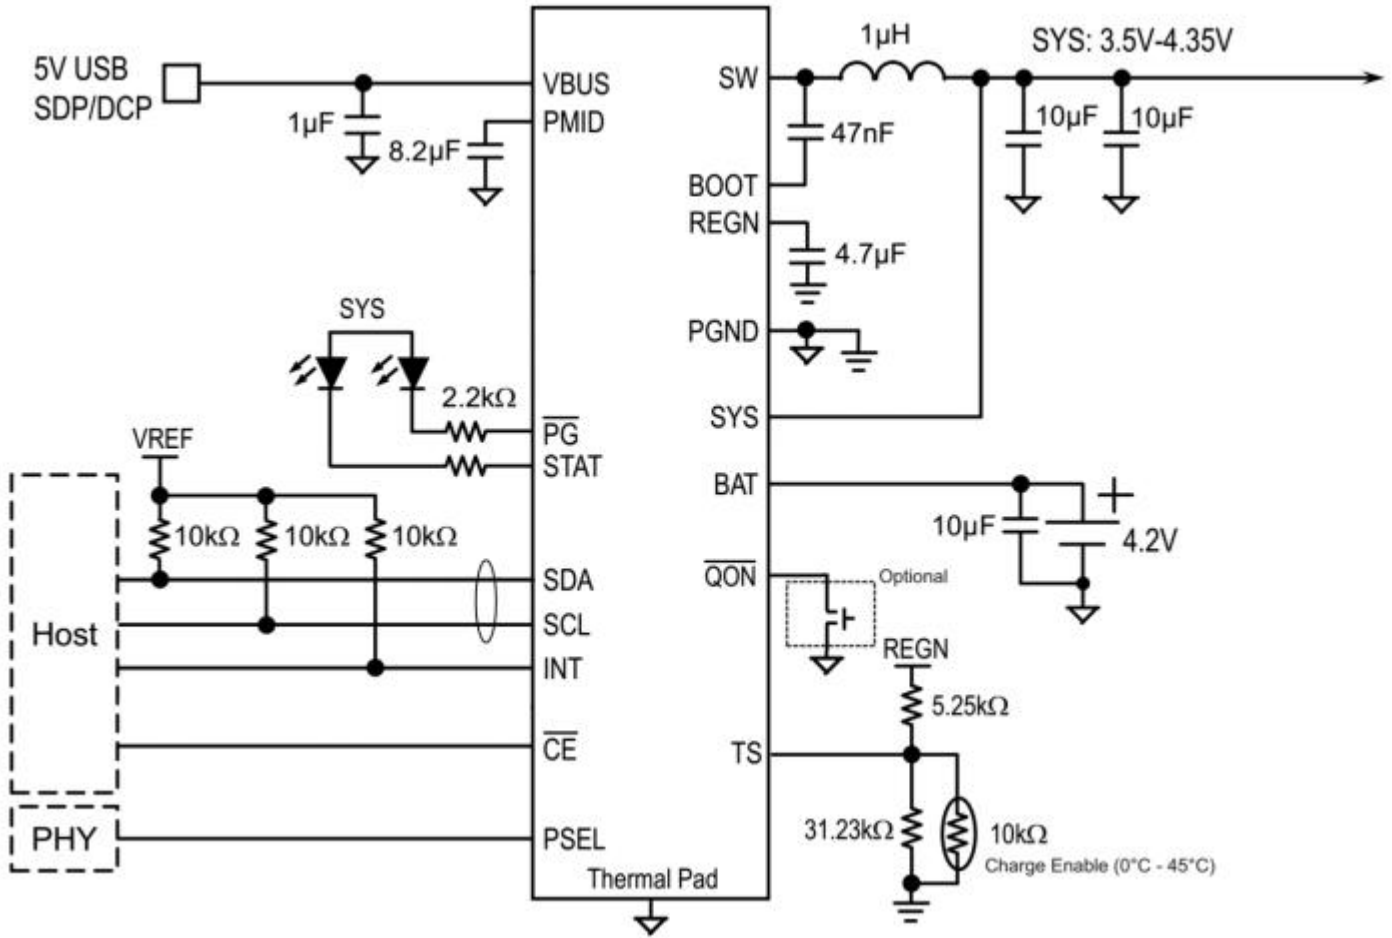 5V USB
SDP/DCP
1µF
8.2µF
VBUS
PMID
SW
1µH
SYS: 3.5V-4.35V
47nF
10µF
10µF
BOOT
REGN
4.7µF
PGND
SYS
2.2kΩ
PG
STAT
SYS
VREF
10kΩ
10kΩ
10kΩ
Host
SDA
SCL
INT
CE
PHY
PSEL
Thermal Pad
BAT
10µF
+
4.2V
QON
Optional
REGN
5.25kΩ
TS
31.23kΩ
10kΩ
Charge Enable (0°C - 45°C)